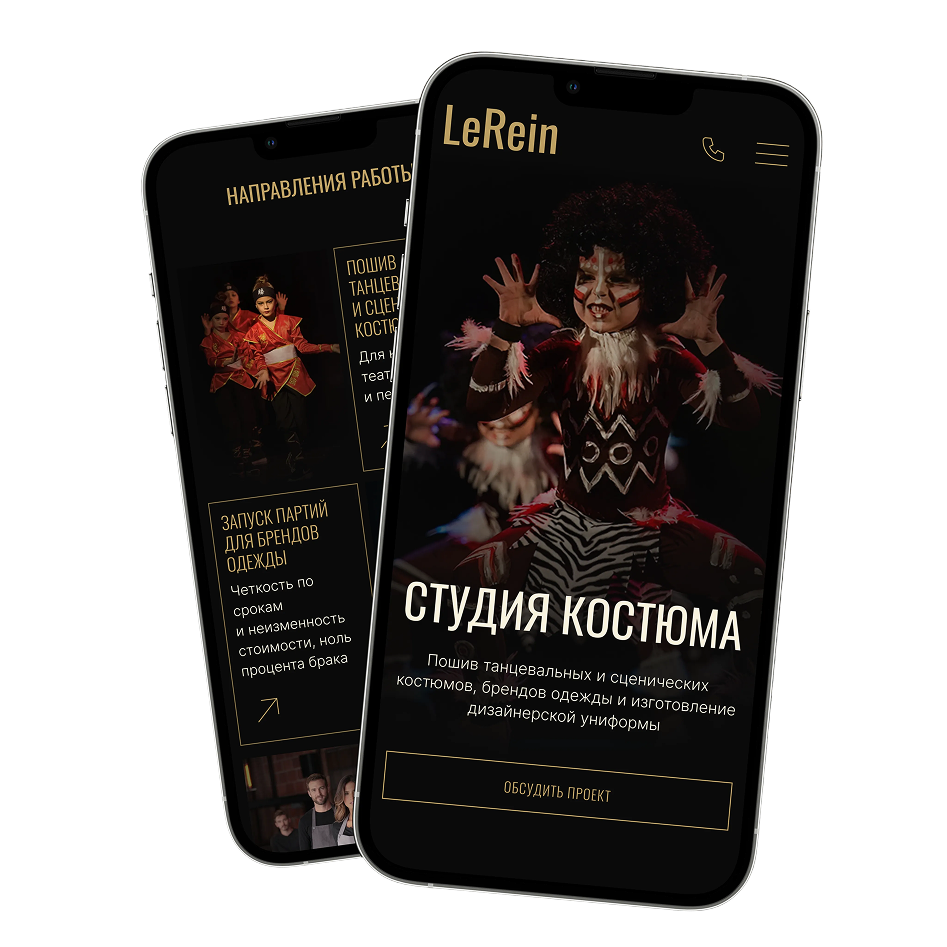 НАПРАВЛЕНИЯ РАБОТЫ
ПОШИВ
ТАНЦЕВ
И СЦЕН
КОСТЮ
Для
теат
и пе
ЗАПУСК ПАРТИЙ
ДЛЯ БРЕНДОВ
ОДЕЖДЫ
Четкость по
срокам
и неизменность
стоимости, ноль
процента брака
LeRein
СТУДИЯ КОСТЮМА
Пошив танцевальных и сценических
костюмов, брендов одежды и изготовление
дизайнерской униформы
ОБСУДИТЬ ПРОЕКТ